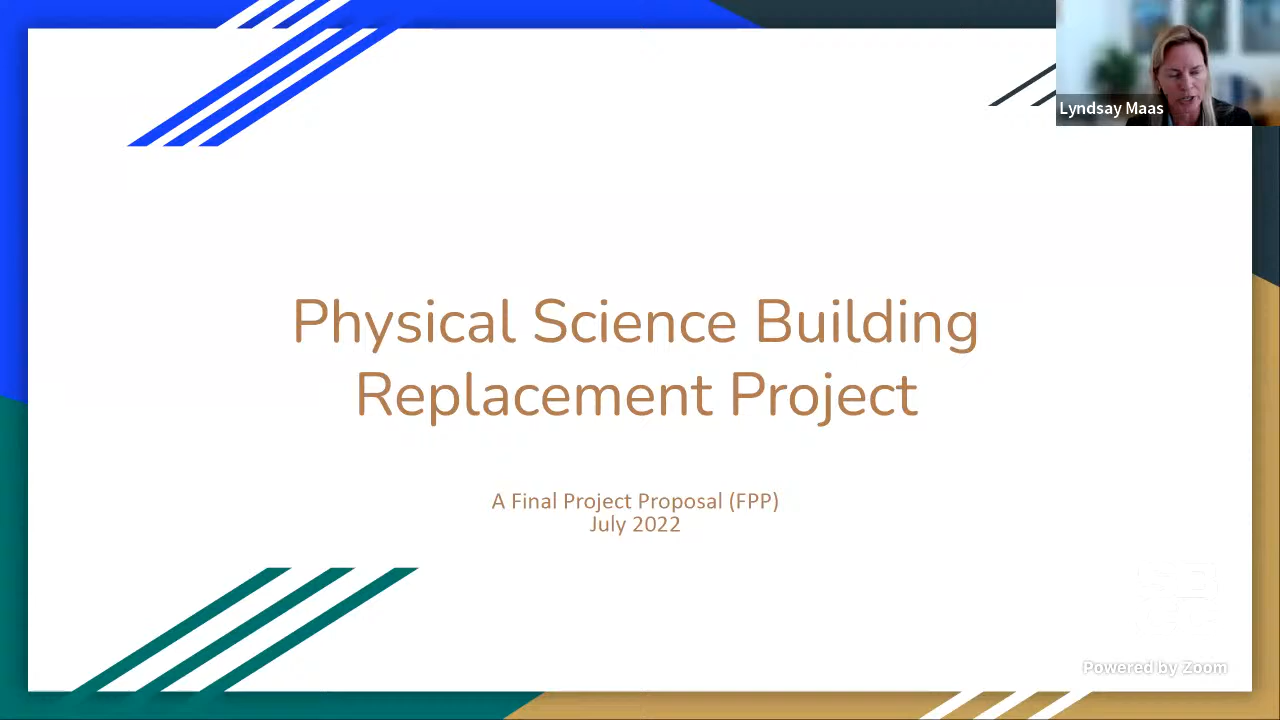 Lyndsay Maas
Physical Science Building
Replacement Project
A Final Project Proposal (FPP)
July 2022
Powered by Zoom